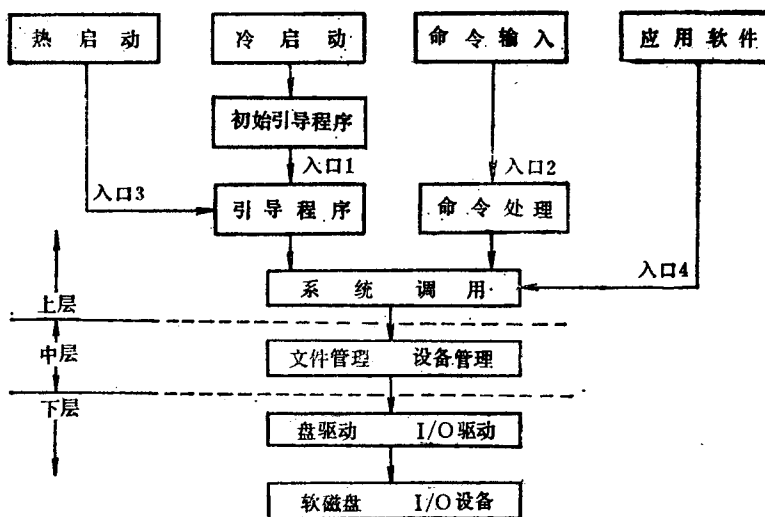 热启动
冷启动
命令输入
应用软件
初始引导程序
入口1
入口2
入口3
引导程序
命令处理
入口4
系统调用
上层
中层
文件管理 设备管理
下层
盘驱动 I/O驱动
软磁盘 I/O设备